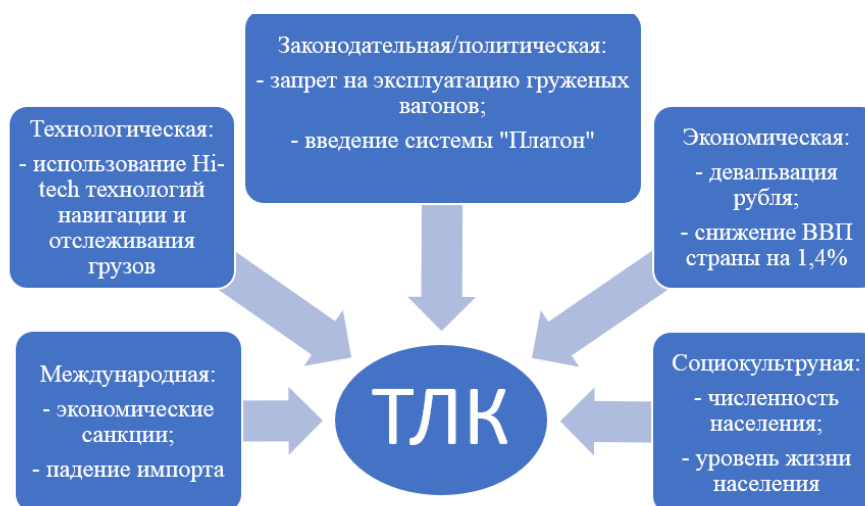 Законодательная/политическая:
- запрет на эксплуатацию груженых
вагонов;
- введение системы "Платон"
Технологическая:
- использование Hi-
tech технологий
навигации и
отслеживания
грузов
Экономическая:
- девальвация
рубля;
- снижение ВВП
страны на 1,4%
Международная:
- экономические
санкции;
- падение импорта
ТЛК
Социокультруная:
- численность
населения;
- уровень жизни
населения